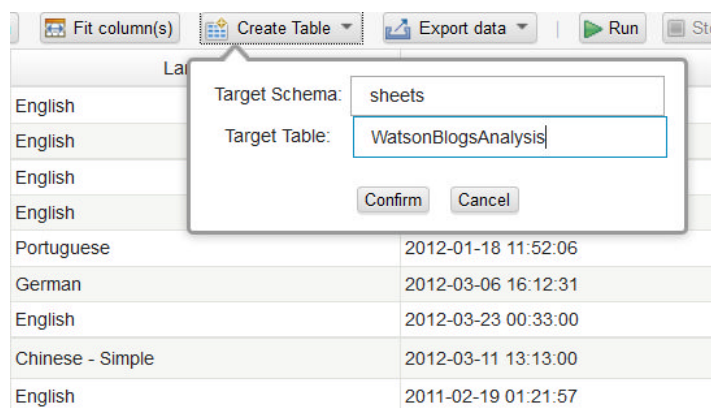 Fit column(s) Create Table Export data Run
Target Schema: sheets
Target Table: WatsonBlogsAnalysis
Confirm Cancel
English
English
English
English
Portuguese 2012-01-18 11:52:06
German 2012-03-06 16:12:31
English 2012-03-23 00:33:00
Chinese - Simple 2012-03-11 13:13:00
English 2011-02-19 01:21:57